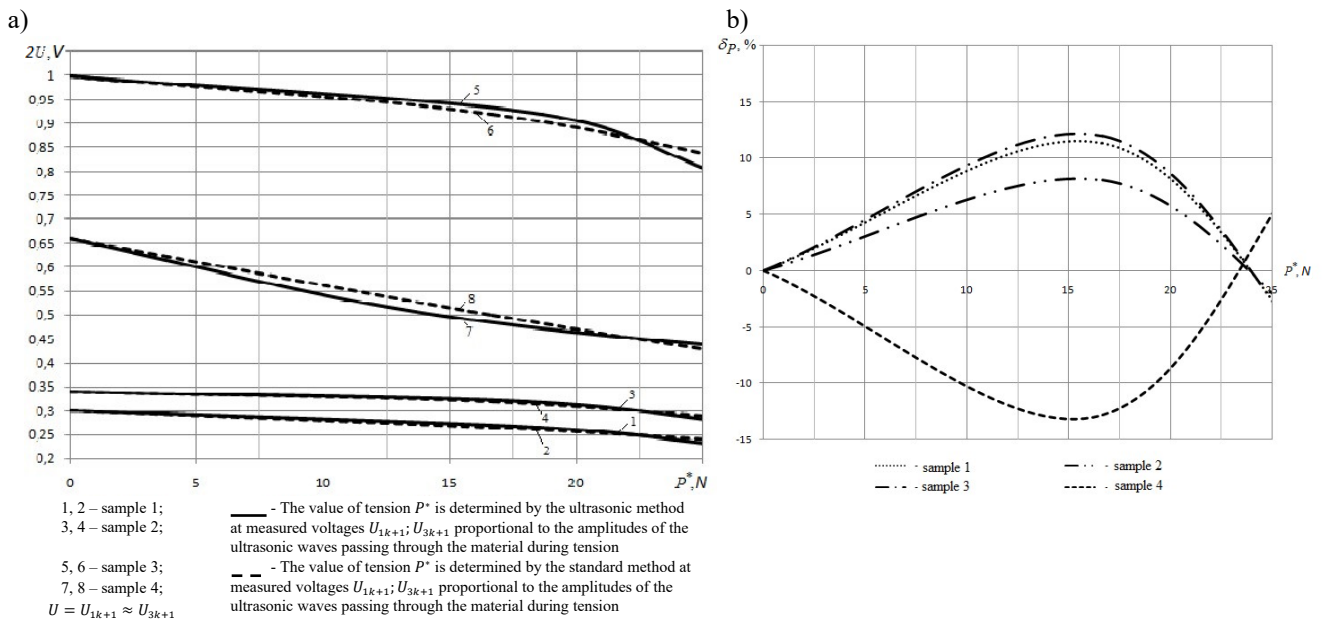 a)
2U,V
1
0,95
0,9
0,85
0,8
0,75
0,7
0,65
0,6
0,55
0,5
0,45
0,4
0,35
0,3
0,25
0,2
0
5
10
15
20
P*,N
5
6
8
7
3
4
1
2
1, 2 – sample 1;
3, 4 – sample 2;
5, 6 – sample 3;
7, 8 – sample 4;
U = U1k+1 ≈ U3k+1
- The value of tension P* is determined by the ultrasonic method
at measured voltages U1k+1; U3k+1 proportional to the amplitudes of the
ultrasonic waves passing through the material during tension
- The value of tension P* is determined by the standard method at
measured voltages U1k+1; U3k+1 proportional to the amplitudes of the
ultrasonic waves passing through the material during tension
b)
δP, %
15
10
5
0
-5
-10
-15
0
5
10
15
20
25
P*, N
- sample 1
- sample 2
- sample 3
- sample 4